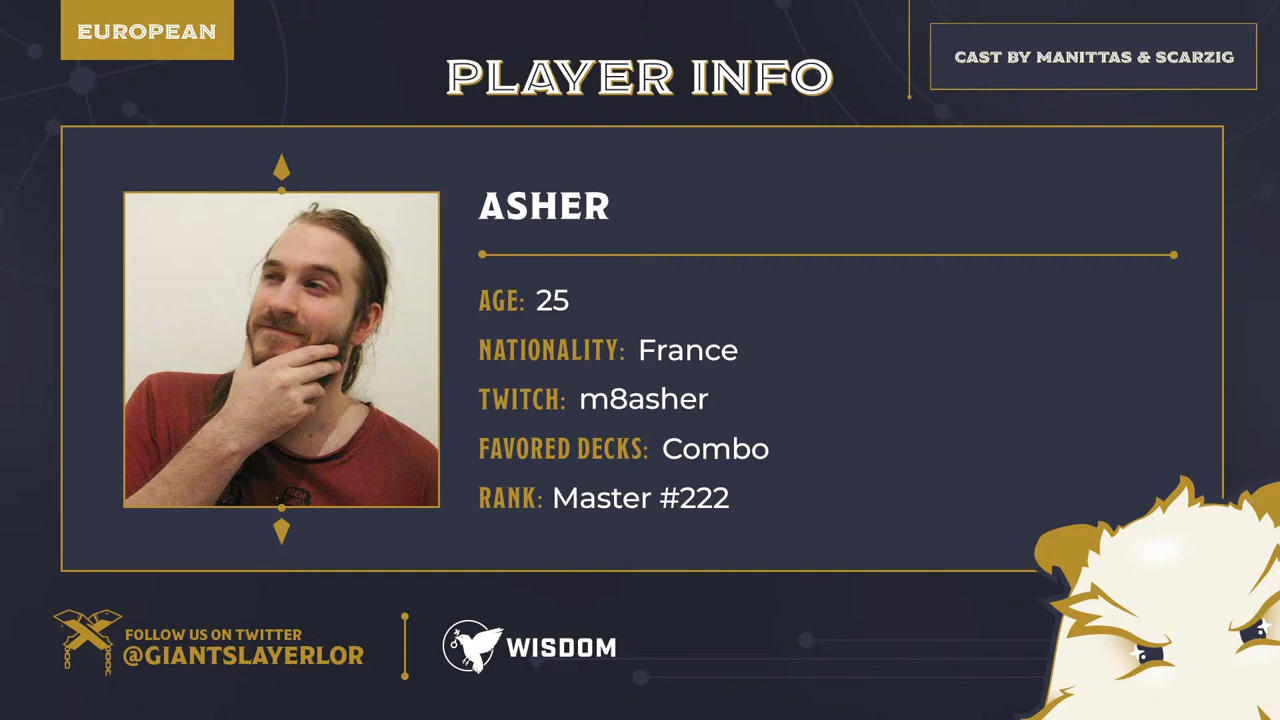 EUROPEAN
PLAYER INFO
CAST BY MANITTAS & SCARZIG
ASHER
AGE: 25
NATIONALITY: France
TWITCH: m8asher
FAVORED DECKS: Combo
RANK: Master #222
FOLLOW US ON TWITTER
@GIANTSLAYERLOR
WISDOM